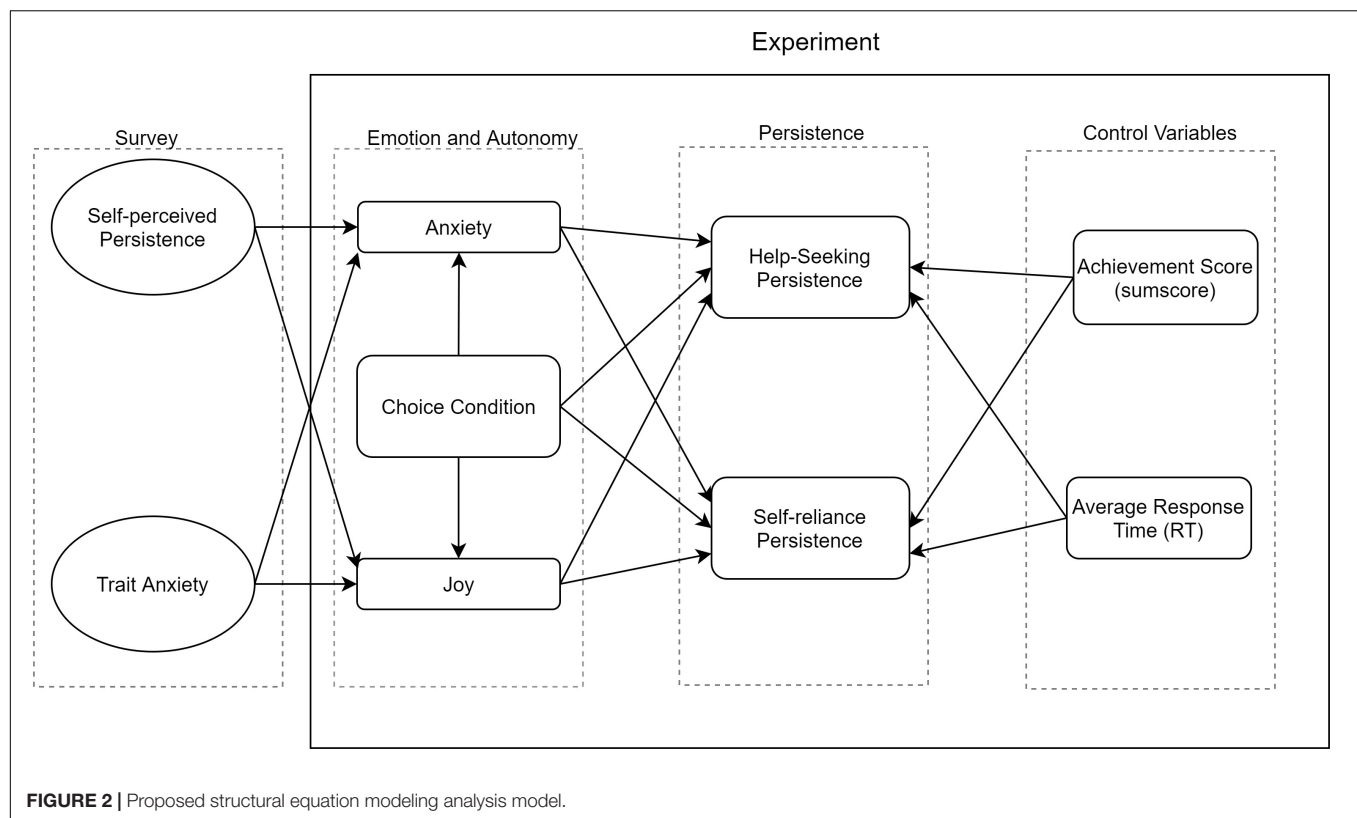 Experiment
Survey
Emotion and Autonomy
Persistence
Control Variables
Self-perceived
Persistence
Trait Anxiety
Anxiety
Choice Condition
Joy
Help-Seeking
Persistence
Self-reliance
Persistence
Achievement Score
(sumscore)
Average Response
Time (RT)
FIGURE 2 | Proposed structural equation modeling analysis model.